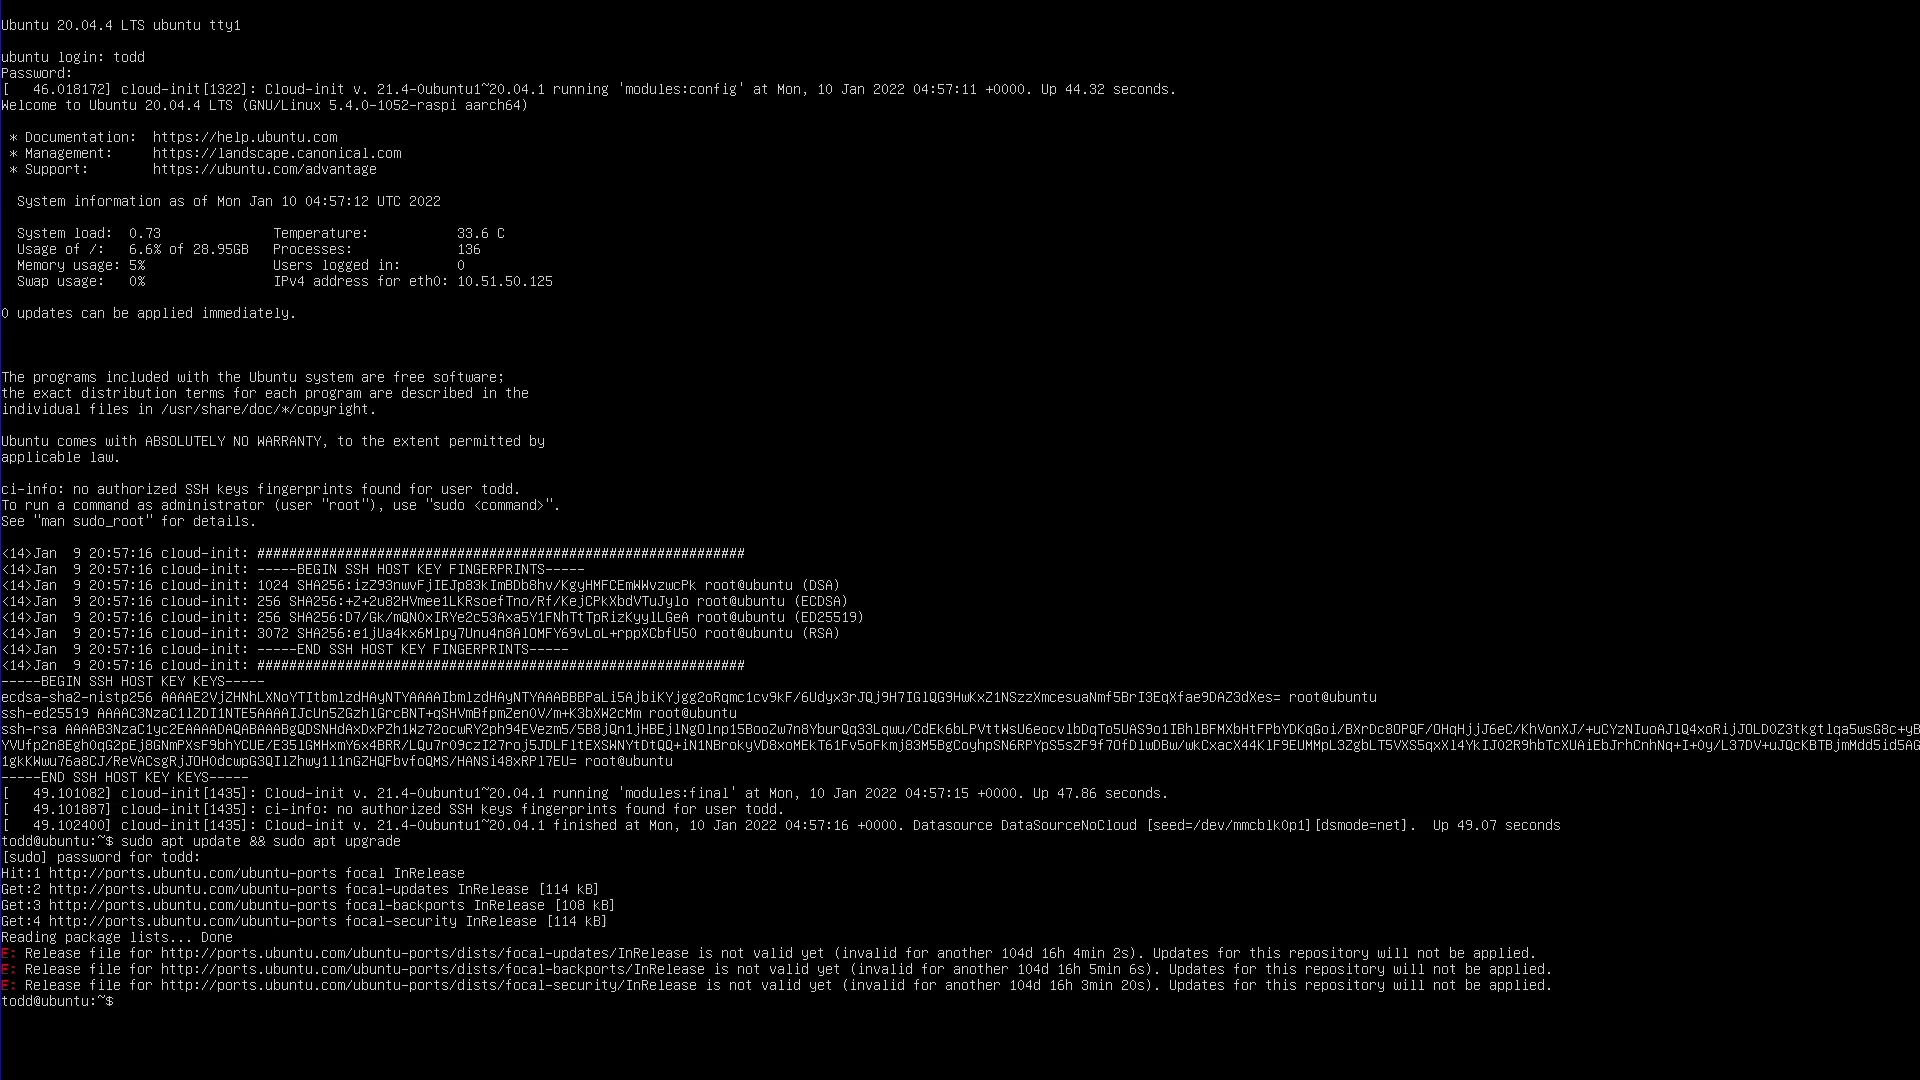 Ubuntu 20.04.4 LTS ubuntu tty1
ubuntu login: todd
Password:
[   46.018172] cloud-init[1322]: Cloud-init v. 21.4-0ubuntu1~20.04.1 running 'modules:config' at Mon, 10 Jan 2022 04:57:11 +0000. Up 44.32 seconds.
Welcome to Ubuntu 20.04.4 LTS (GNU/Linux 5.4.0-1052-raspi aarch64)
 * Documentation:  https://help.ubuntu.com
 * Management:     https://landscape.canonical.com
 * Support:        https://ubuntu.com/advantage
  System information as of Mon Jan 10 04:57:12 UTC 2022
  System load:  0.73              Temperature:           33.6 C
  Usage of /:   6.6% of 28.95GB   Processes:             136
  Memory usage: 5%                Users logged in:       0
  Swap usage:   0%                IPv4 address for eth0: 10.51.50.125
0 updates can be applied immediately.
The programs included with the Ubuntu system are free software;
the exact distribution terms for each program are described in the
individual files in /usr/share/doc/*/copyright.
Ubuntu comes with ABSOLUTELY NO WARRANTY, to the extent permitted by
applicable law.
ci-info: no authorized SSH keys fingerprints found for user todd.
To run a command as administrator (user "root"), use "sudo <command>".
See "man sudo_root" for details.
<14>Jan  9 20:57:16 cloud-init: #############################################################
<14>Jan  9 20:57:16 cloud-init: -----BEGIN SSH HOST KEY FINGERPRINTS-----
<14>Jan  9 20:57:16 cloud-init: 1024 SHA256:izZ93nwvFjIEJp83kImBDb8hv/KgyHMFCEmWWvzwcPk root@ubuntu (DSA)
<14>Jan  9 20:57:16 cloud-init: 256 SHA256:+Z+2u82HVmee1LKRsoefTno/Rf/KejCPkXbdVTuJylo root@ubuntu (ECDSA)
<14>Jan  9 20:57:16 cloud-init: 256 SHA256:D7/Gk/mQN0xIRYe2c53Axa5Y1FNhTtTpRizKyylLGeA root@ubuntu (ED25519)
<14>Jan  9 20:57:16 cloud-init: 3072 SHA256:e1jUa4kx6Mlpy7Unu4n8AlOMFY69vLoL+rppXCbfU50 root@ubuntu (RSA)
<14>Jan  9 20:57:16 cloud-init: -----END SSH HOST KEY FINGERPRINTS-----
<14>Jan  9 20:57:16 cloud-init: #############################################################
-----BEGIN SSH HOST KEY KEYS-----
ecdsa-sha2-nistp256 root@ubuntu
ssh-ed25519 root@ubuntu
ssh-rsa
root@ubuntu
-----END SSH HOST KEY KEYS-----
[   49.101082] cloud-init[1435]: Cloud-init v. 21.4-0ubuntu1~20.04.1 running 'modules:final' at Mon, 10 Jan 2022 04:57:15 +0000. Up 47.86 seconds.
[   49.101887] cloud-init[1435]: ci-info: no authorized SSH keys fingerprints found for user todd.
[   49.102400] cloud-init[1435]: Cloud-init v. 21.4-0ubuntu1~20.04.1 finished at Mon, 10 Jan 2022 04:57:16 +0000. Datasource DataSourceNoCloud [seed=/dev/mmcblk0p1][dsmode=net].  Up 49.07 seconds
todd@ubuntu:~$ sudo apt update && sudo apt upgrade
[sudo] password for todd:
Hit:1 http://ports.ubuntu.com/ubuntu-ports focal InRelease
Get:2 http://ports.ubuntu.com/ubuntu-ports focal-updates InRelease [114 kB]
Get:3 http://ports.ubuntu.com/ubuntu-ports focal-backports InRelease [108 kB]
Get:4 http://ports.ubuntu.com/ubuntu-ports focal-security InRelease [114 kB]
Reading package lists... Done
E: Release file for http://ports.ubuntu.com/ubuntu-ports/dists/focal-updates/InRelease is not valid yet (invalid for another 104d 16h 4min 2s). Updates for this repository will not be applied.
E: Release file for http://ports.ubuntu.com/ubuntu-ports/dists/focal-backports/InRelease is not valid yet (invalid for another 104d 16h 5min 6s). Updates for this repository will not be applied.
E: Release file for http://ports.ubuntu.com/ubuntu-ports/dists/focal-security/InRelease is not valid yet (invalid for another 104d 16h 3min 20s). Updates for this repository will not be applied.
todd@ubuntu:~$